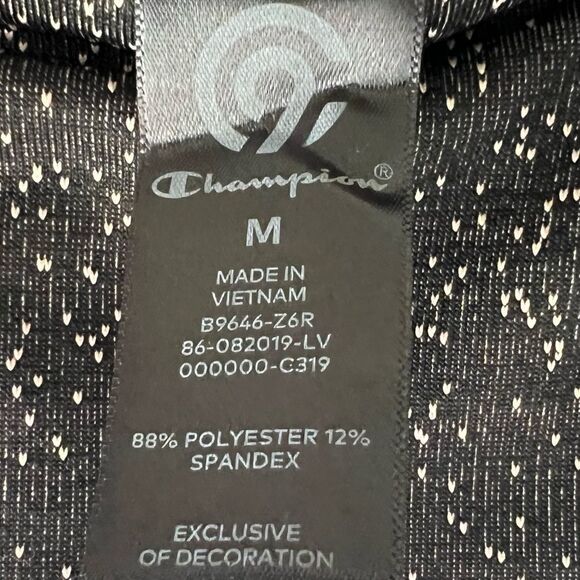 Champion®
M
MADE IN
VIETNAM
B9646-Z6R
86-082019-LV
000000-C319
88% POLYESTER 12%
SPANDEX
EXCLUSIVE
OF DECORATION